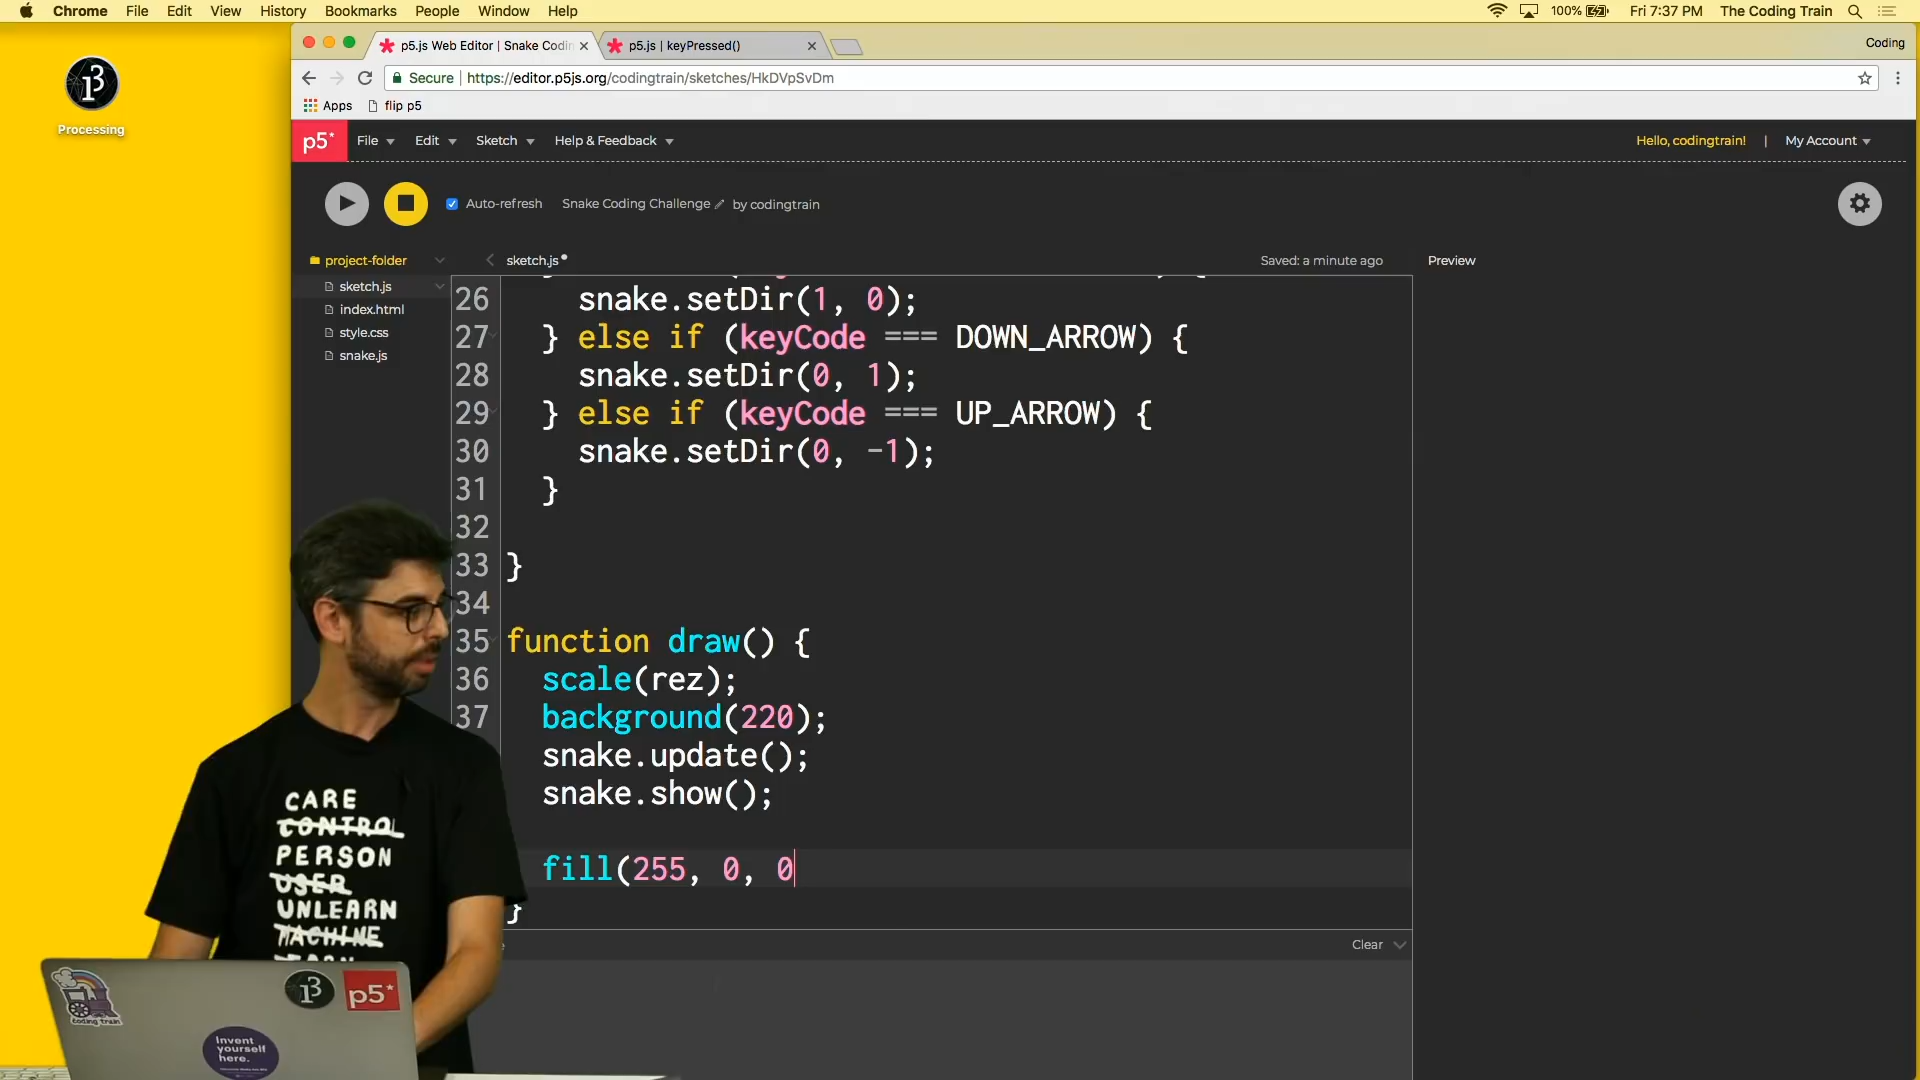 Chrome File Edit View History Bookmarks People Window Help 100% Fri 7:37 PM The Coding Train
Processing
p5.js Web Editor | Snake Codin
p5.js | keyPressed()
Coding
Secure | https://editor.p5js.org/codingtrain/sketches/HkDVpSvDm
Apps flip p5
p5* File Edit Sketch Help & Feedback Hello, codingtrain! | My Account
Auto-refresh Snake Coding Challenge by codingtrain
project-folder
sketch.js
index.html
style.css
snake.js
sketch.js
Saved: a minute ago
Preview
26 snake.setDir(1, 0);
27 } else if (keyCode === DOWN_ARROW) {
28 snake.setDir(0, 1);
29 } else if (keyCode === UP_ARROW) {
30 snake.setDir(0, -1);
31 }
32
33 }
34
35 function draw() {
36 scale(rez);
37 background(220);
snake.update();
snake.show();
fill(255, 0, 0
}
Clear
CARE
CONTROL
PERSON
USER
UNLEARN
MACHINE
LEARN
coding train
p5*
Invent
yourself
here.